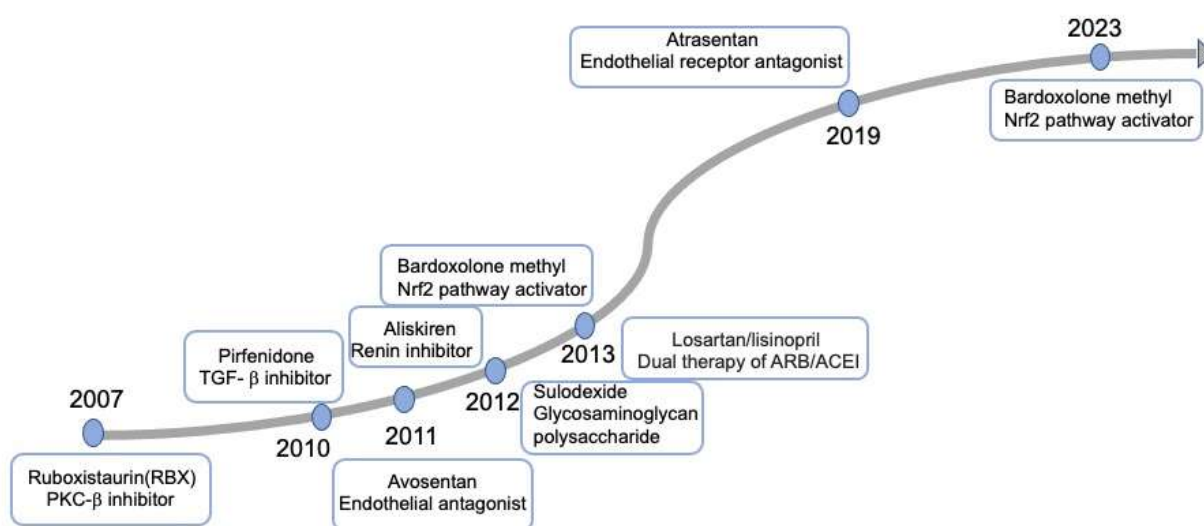 2007
Ruboxistaurin(RBX)
PKC-β inhibitor
Pirfenidone
TGF- β inhibitor
2010
2011
Avosentan
Endothelial antagonist
Aliskiren
Renin inhibitor
2012
Sulodexide
Glycosaminoglycan
polysaccharide
Bardoxolone methyl
Nrf2 pathway activator
2013
Losartan/lisinopril
Dual therapy of ARB/ACEI
Atrasentan
Endothelial receptor antagonist
2019
2023
Bardoxolone methyl
Nrf2 pathway activator